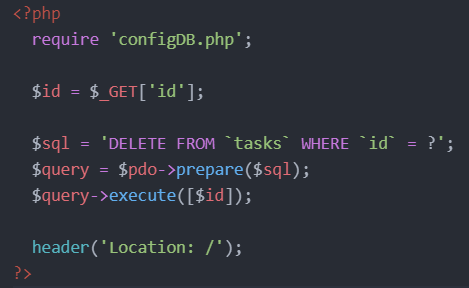 <?php
require 'configDB.php';
$id = $_GET['id'];
$sql = 'DELETE FROM `tasks` WHERE `id` = ?';
$query = $pdo->prepare($sql);
$query->execute([$id]);
header('Location: /');
?>